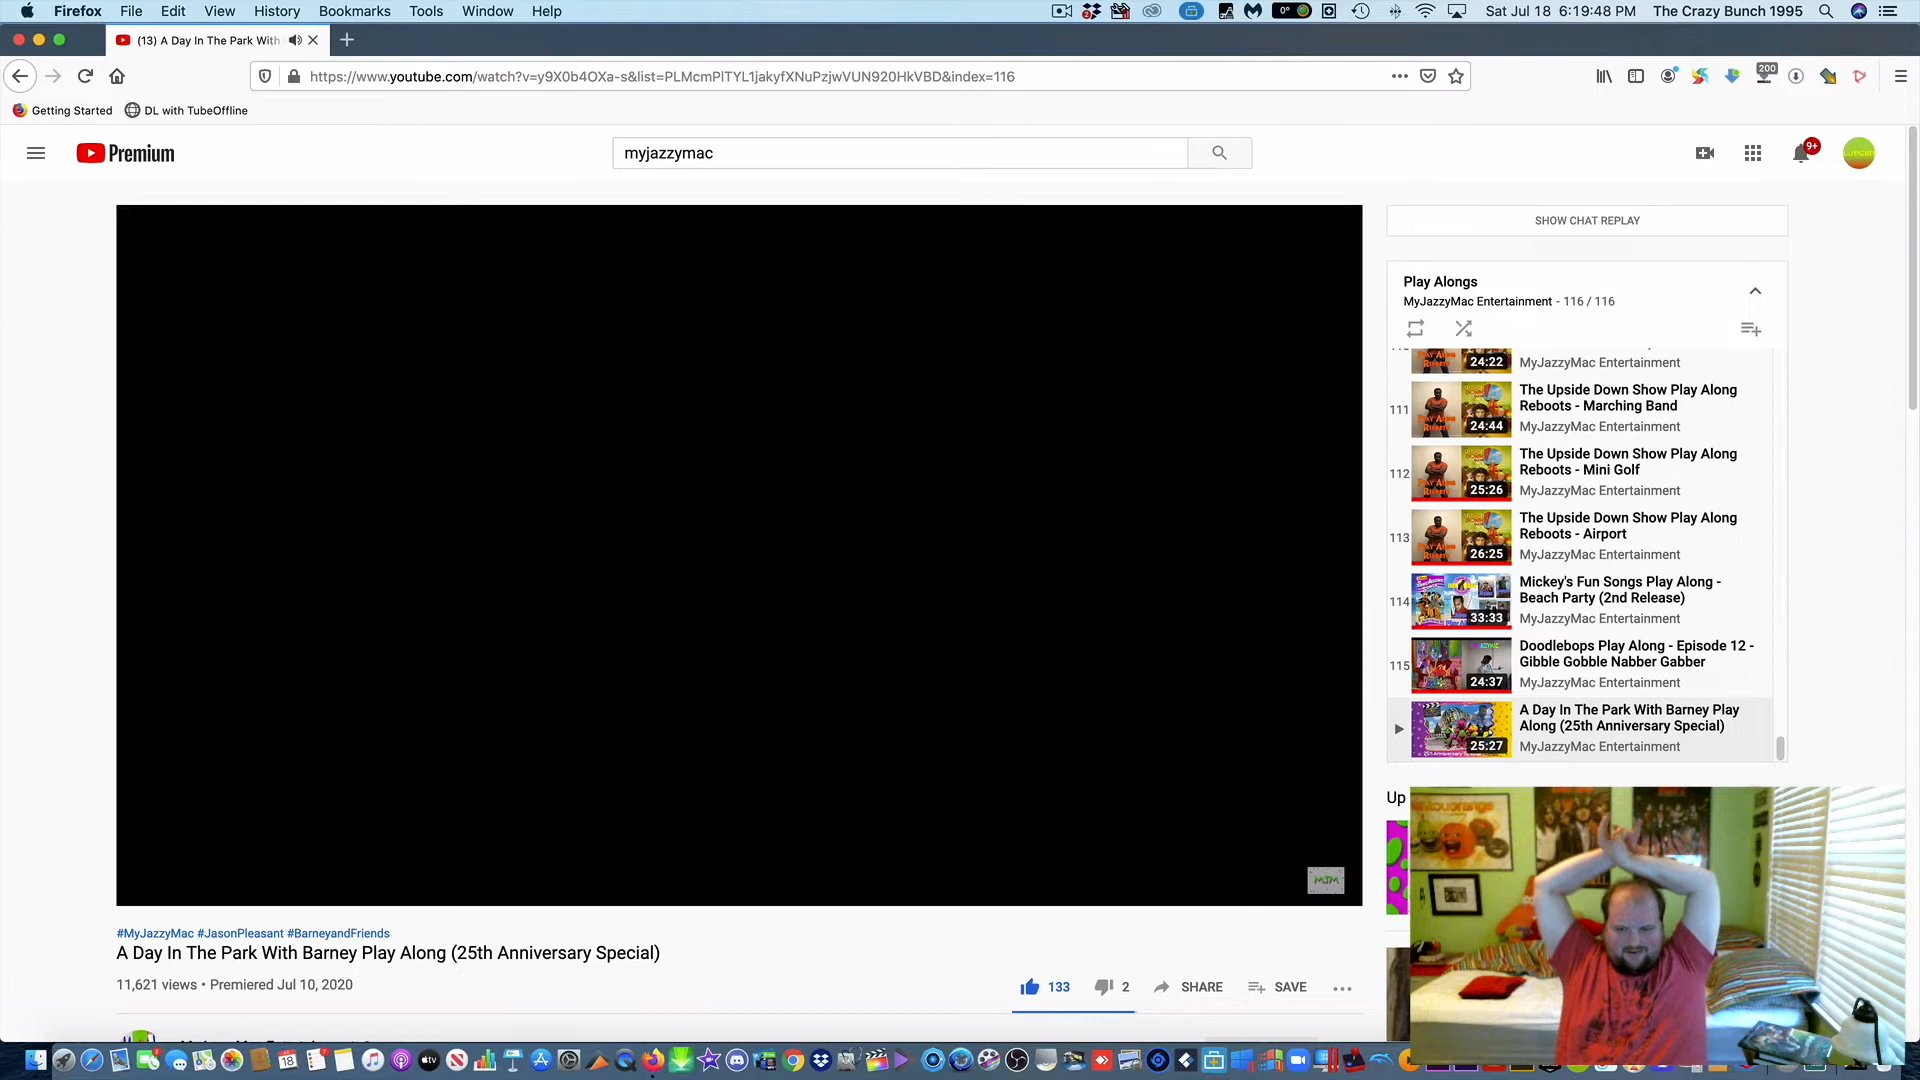 Firefox File Edit View History Bookmarks Tools Window Help
0° Sat Jul 18 6:19:48 PM The Crazy Bunch 1995
(13) A Day In The Park With
https://www.youtube.com/watch?v=y9X0b4OXa-s&list=PLMcmPlTYL1jakyfXNuPzjwVUN920HkVBD&index=116
200
Getting Started DL with TubeOffline
Premium
myjazzymac
9+
SHOW CHAT REPLAY
Play Alongs
MyJazzyMac Entertainment - 116 / 116
24:22
MyJazzyMac Entertainment
111
24:44
The Upside Down Show Play Along
Reboots - Marching Band
MyJazzyMac Entertainment
112
25:26
The Upside Down Show Play Along
Reboots - Mini Golf
MyJazzyMac Entertainment
113
26:25
The Upside Down Show Play Along
Reboots - Airport
MyJazzyMac Entertainment
114
33:33
Mickey's Fun Songs Play Along -
Beach Party (2nd Release)
MyJazzyMac Entertainment
115
24:37
Doodlebops Play Along - Episode 12 -
Gibble Gobble Nabber Gabber
MyJazzyMac Entertainment
25:27
A Day In The Park With Barney Play
Along (25th Anniversary Special)
MyJazzyMac Entertainment
Up
MJM
#MyJazzyMac #JasonPleasant #BarneyandFriends
A Day In The Park With Barney Play Along (25th Anniversary Special)
11,621 views • Premiered Jul 10, 2020
133 2 SHARE SAVE